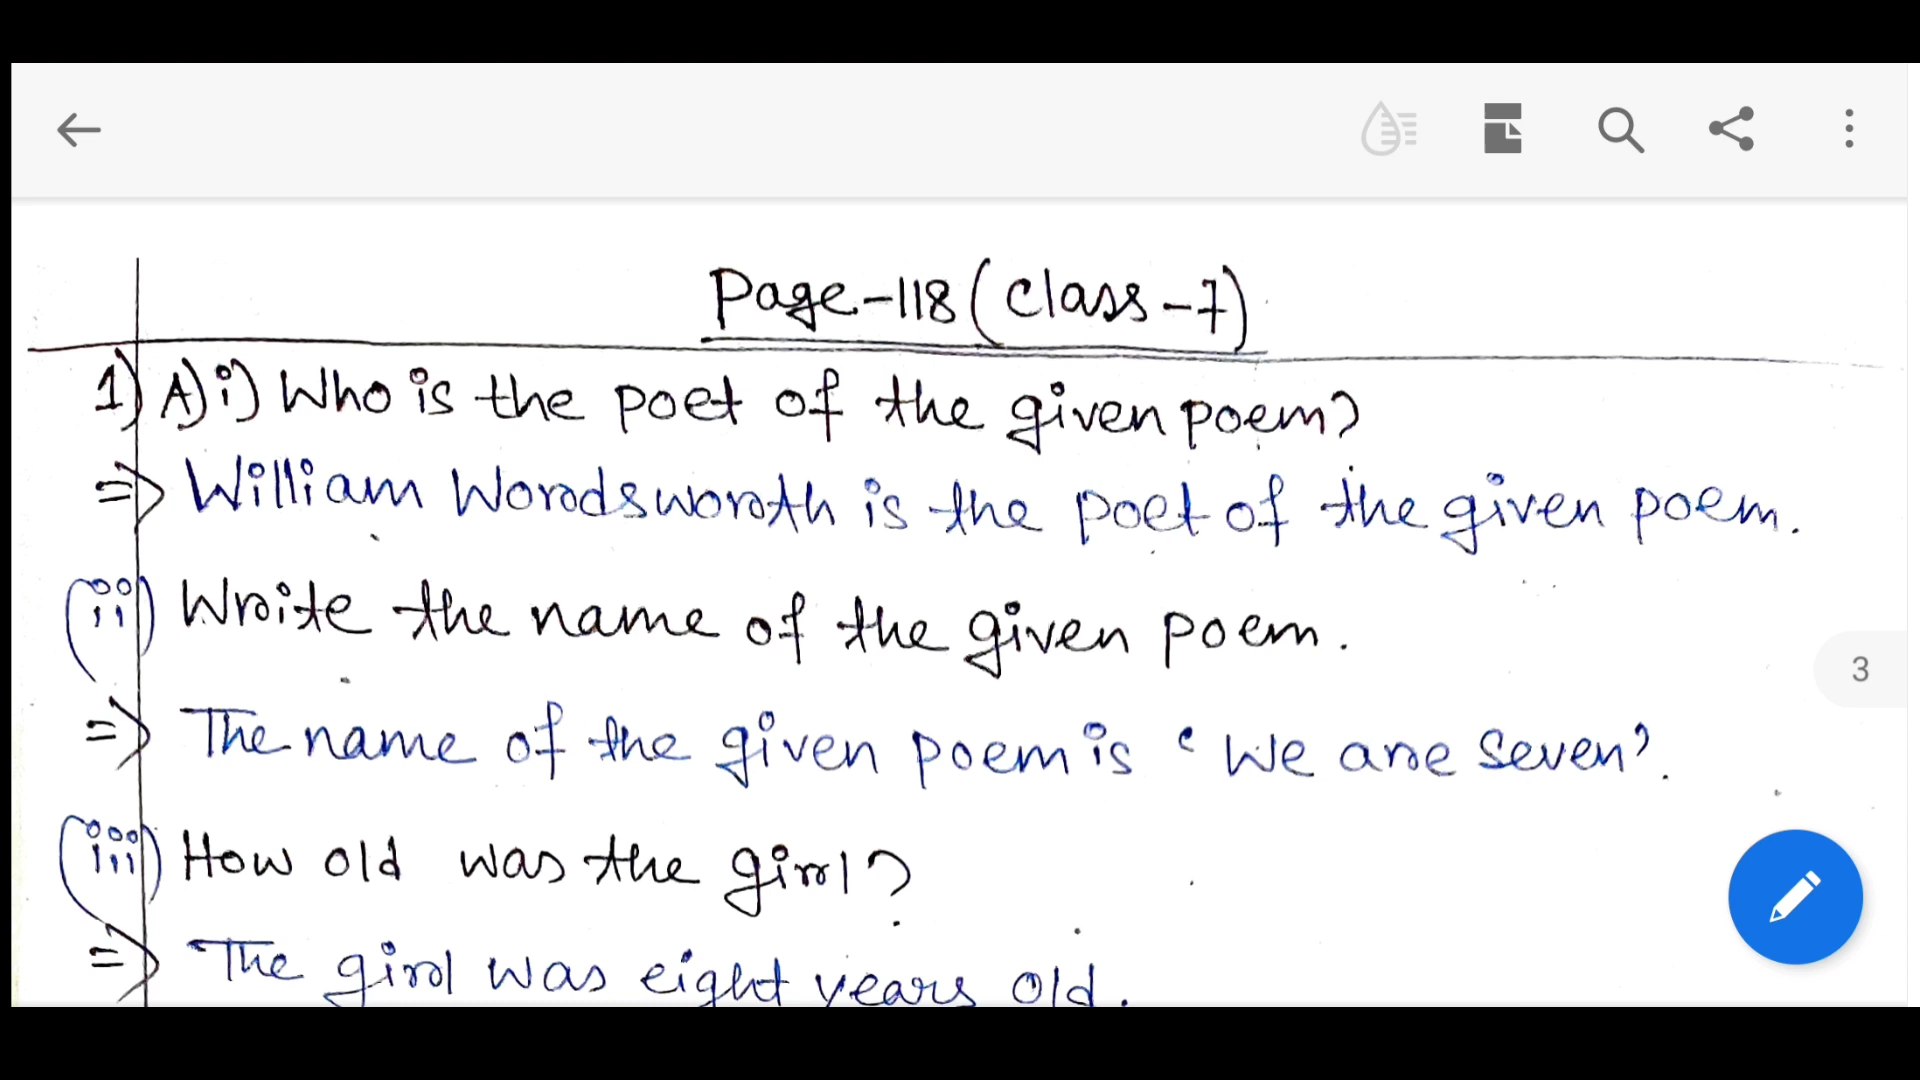 Page-118 (Class-7)
1) A) i) Who is the poet of the given poem?
=> William Wordsworth is the poet of the given poem.
(ii) Write the name of the given poem.
=> The name of the given poem is 'We are Seven'.
3
(iii) How old was the girl?
=> The girl was eight years old.